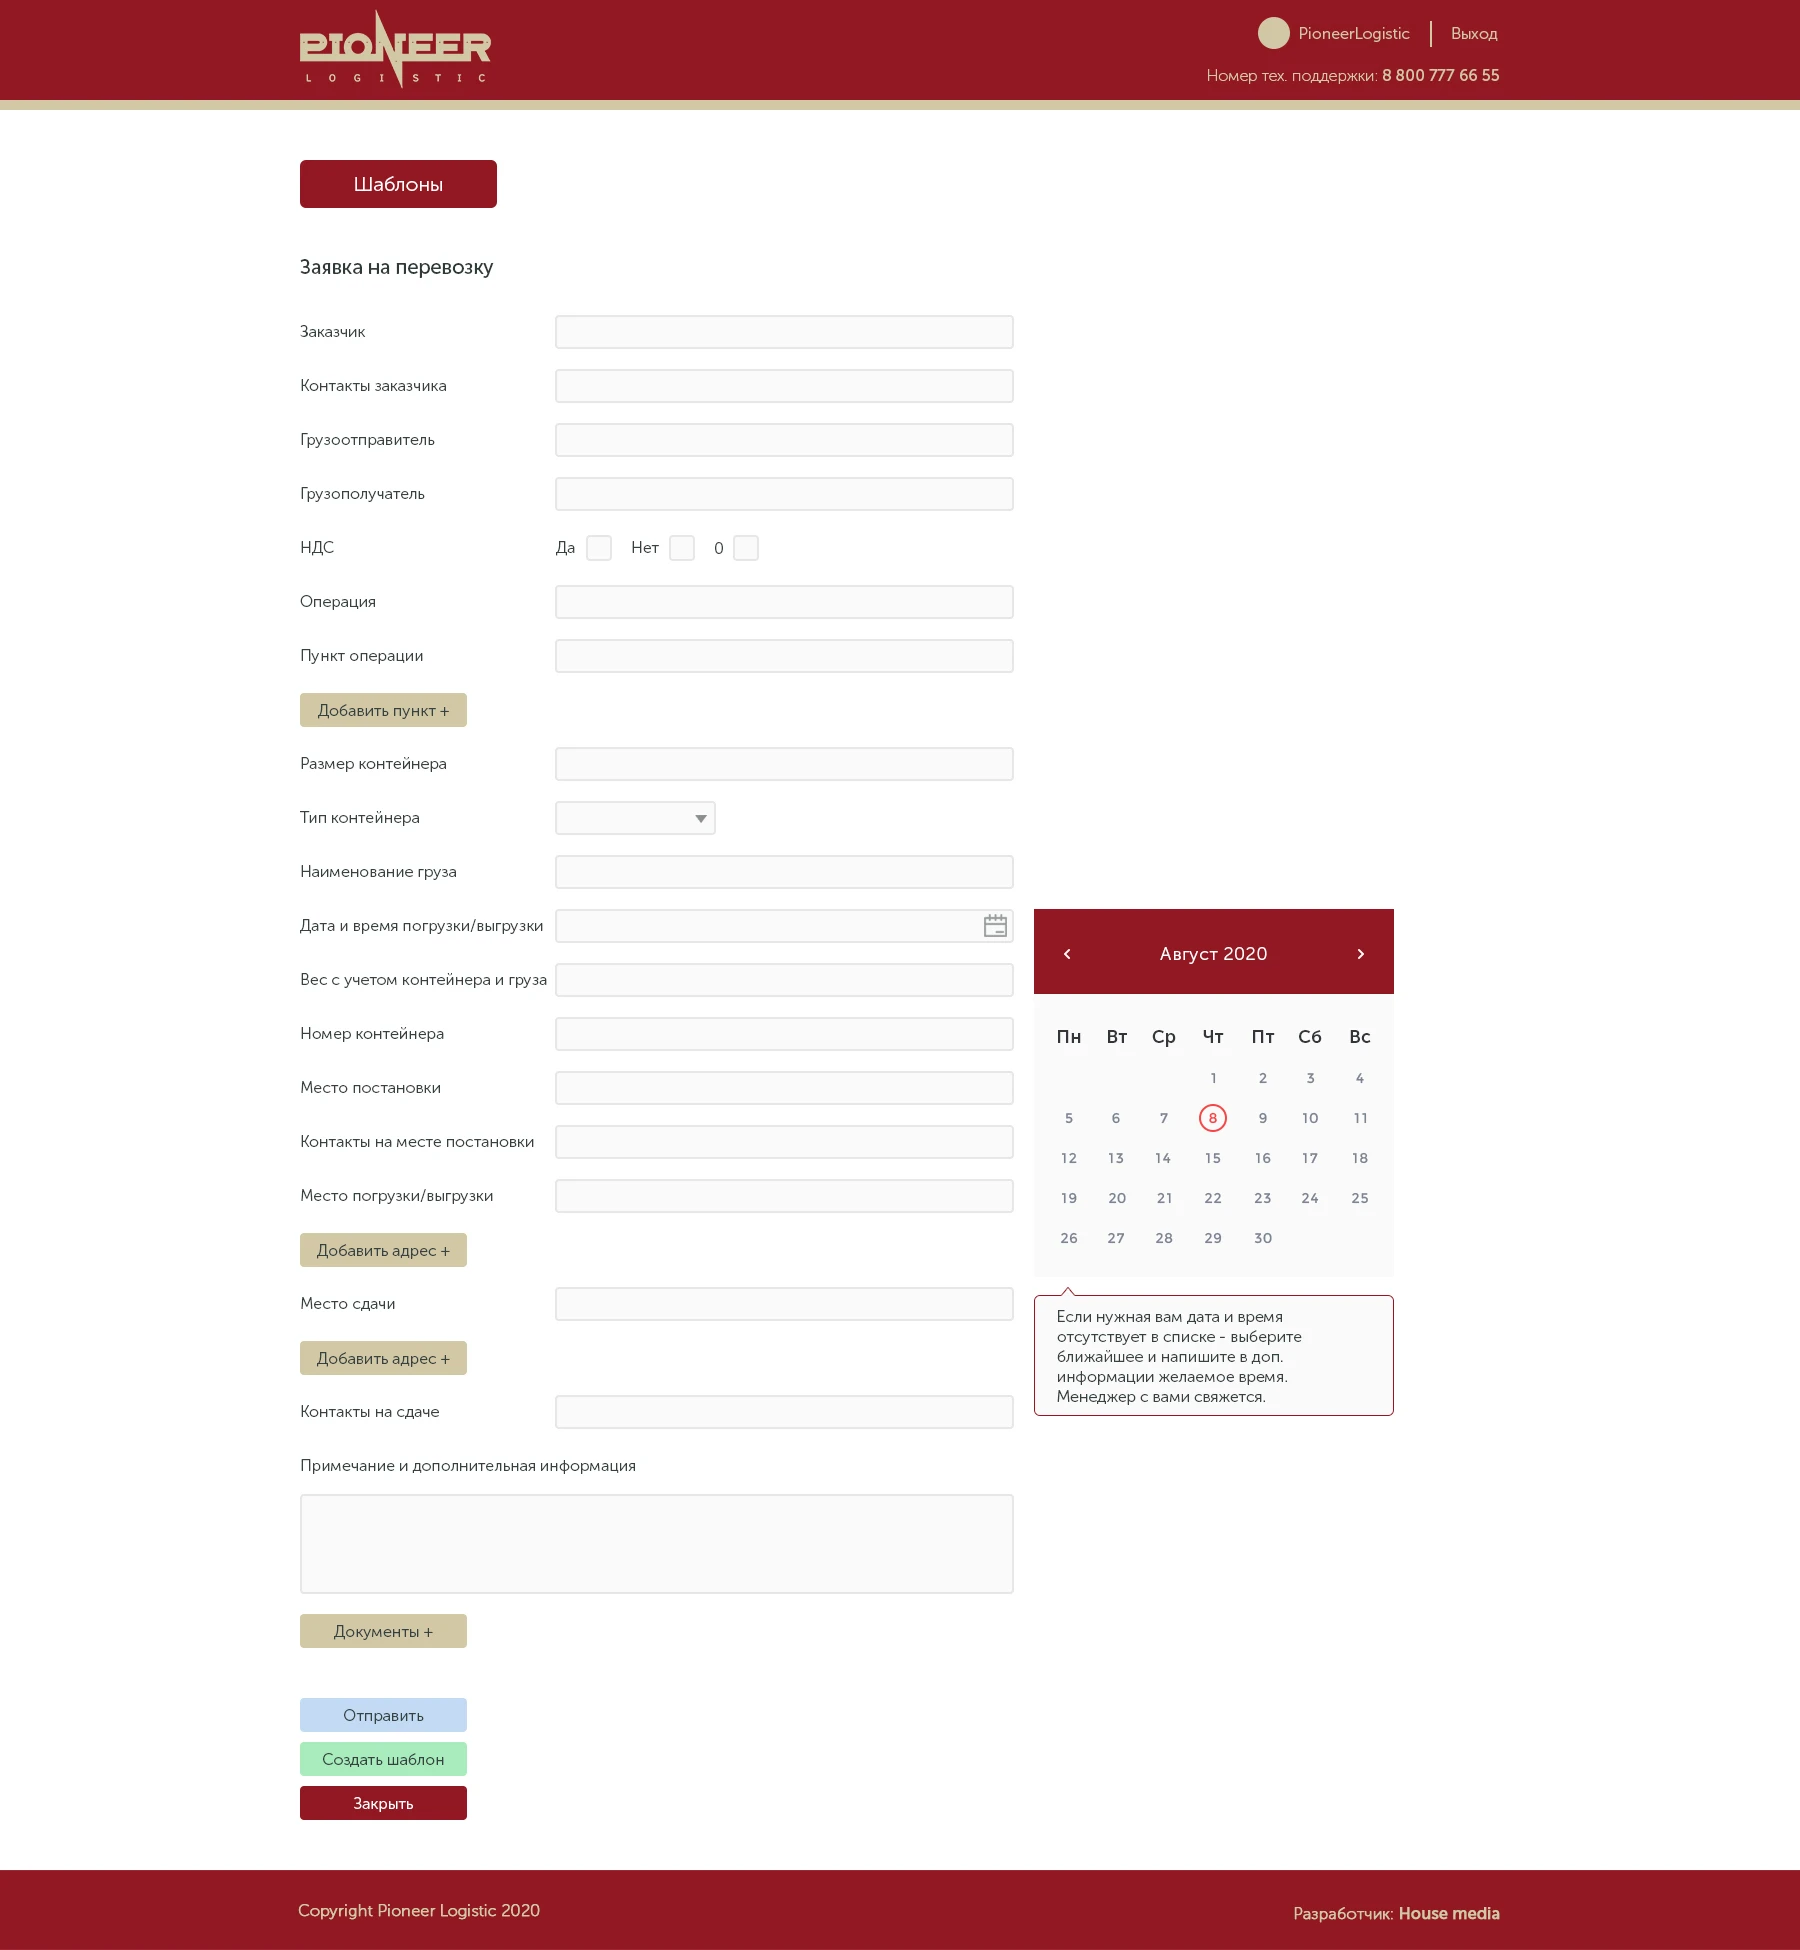 PIONEER
LOGISTIC
PioneerLogistic
Выход
Номер тех. поддержки: 8 800 777 66 55
Шаблоны
Заявка на перевозку
Заказчик
Контакты заказчика
Грузоотправитель
Грузополучатель
НДС Да Нет 0
Операция
Пункт операции
Добавить пункт +
Размер контейнера
Тип контейнера
Наименование груза
Дата и время погрузки/выгрузки
Вес с учетом контейнера и груза
Номер контейнера
Место постановки
Контакты на месте постановки
Место погрузки/выгрузки
Добавить адрес +
Место сдачи
Добавить адрес +
Контакты на сдаче
Примечание и дополнительная информация
Документы +
Отправить
Создать шаблон
Закрыть
Август 2020
Пн Вт Ср Чт Пт Сб Вс
1 2 3 4
5 6 7 8 9 10 11
12 13 14 15 16 17 18
19 20 21 22 23 24 25
26 27 28 29 30
Если нужная вам дата и время
отсутствует в списке - выберите
ближайшее и напишите в доп.
информации желаемое время.
Менеджер с вами свяжется.
Copyright Pioneer Logistic 2020
Разработчик: House media